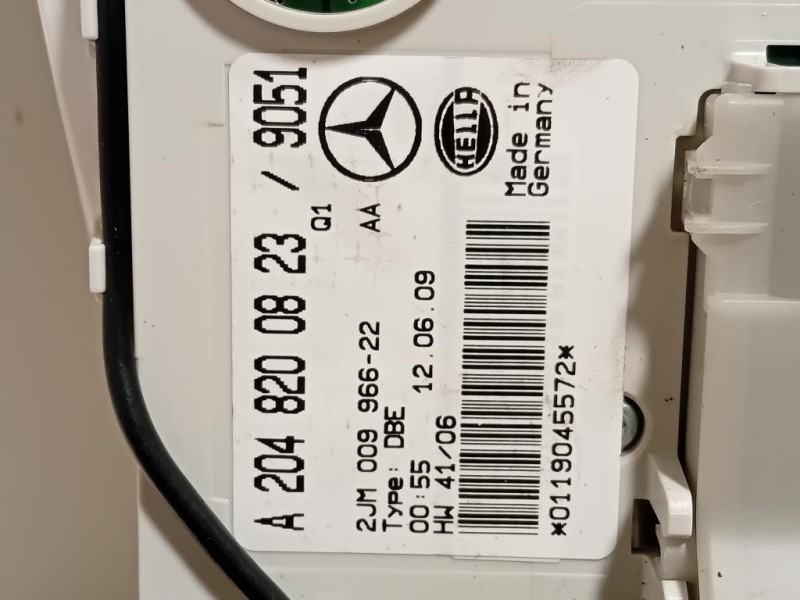 A 204 820 08 23 / 9051
Q1
2JM 009 966-22 AA
Type: DBE
00:55 12.06.09
HW 41/06
HELLA
Made in
Germany
*0119045572*